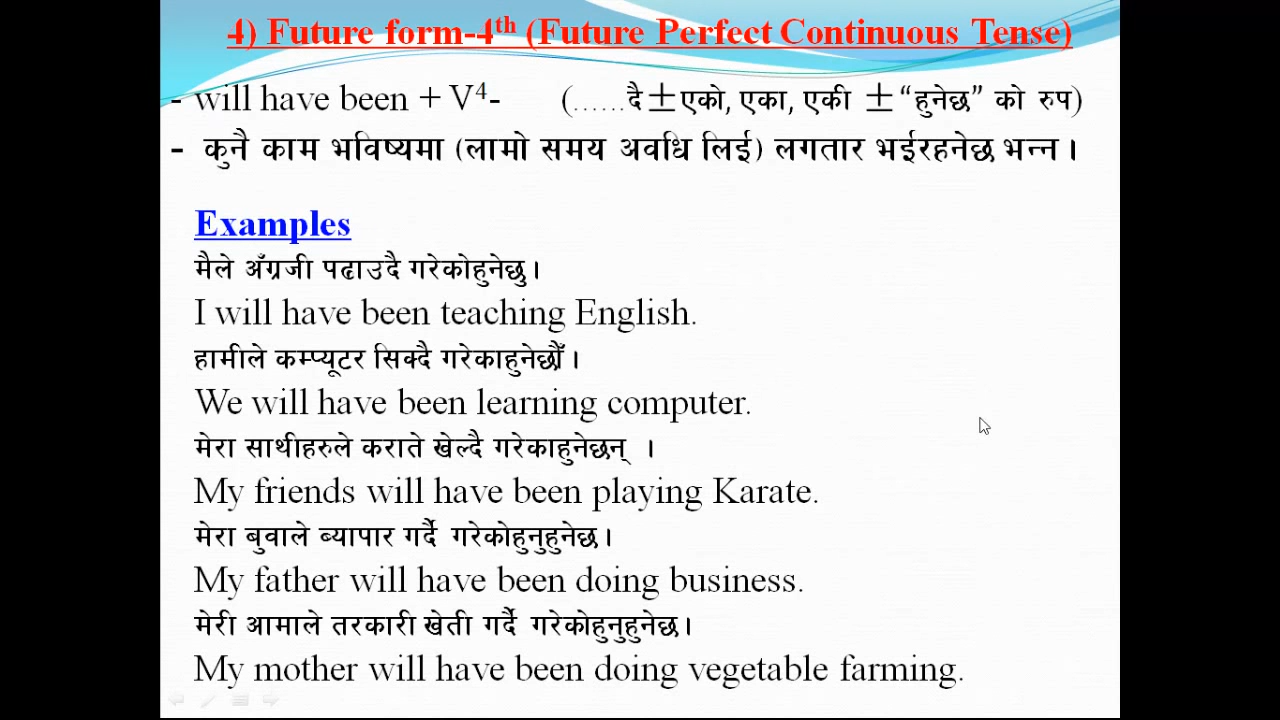 4) Future form-4th (Future Perfect Continuous Tense)
- will have been + V4- (......दै ± एको, एका, एकी ± “हुनेछ” को रुप)
- कुनै काम भविष्यमा (लामो समय अवधि लिई) लगतार भईरहनेछ भन्न ।
Examples
मैले अँग्रजी पढाउदै गरेकोहुनेछु ।
I will have been teaching English.
हामीले कम्प्यूटर सिक्दै गरेकाहुनेछौँ ।
We will have been learning computer.
मेरा साथीहरुले कराते खेल्दै गरेकाहुनेछन् ।
My friends will have been playing Karate.
मेरा बुवाले ब्यापार गर्दै गरेकोहुनुहुनेछ ।
My father will have been doing business.
मेरी आमाले तरकारी खेती गर्दै गरेकोहुनुहुनेछ ।
My mother will have been doing vegetable farming.